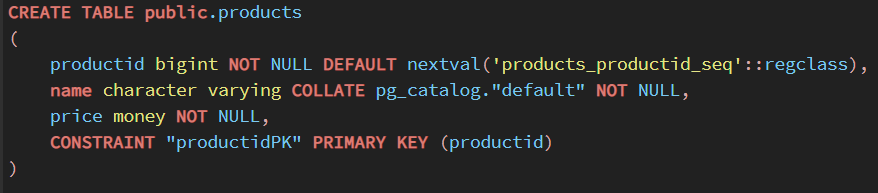 CREATE TABLE public.products
(
    productid bigint NOT NULL DEFAULT nextval('products_productid_seq'::regclass),
    name character varying COLLATE pg_catalog."default" NOT NULL,
    price money NOT NULL,
    CONSTRAINT "productidPK" PRIMARY KEY (productid)
)